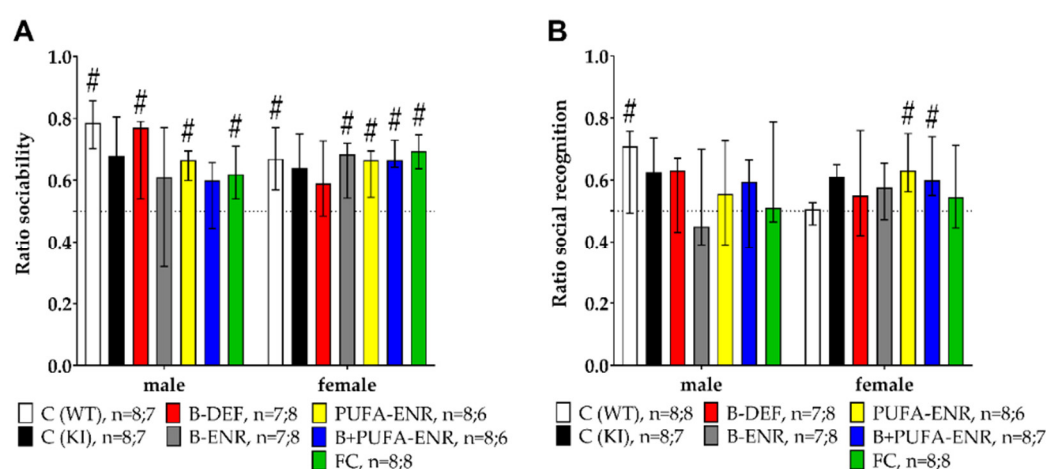 A
B
# # # # # # # # #
# # #
Ratio sociability
1.0
0.8
0.6
0.4
0.2
0.0
male female
Ratio social recognition
1.0
0.8
0.6
0.4
0.2
0.0
male female
C (WT), n=8;7 B-DEF, n=7;8 PUFA-ENR, n=8;6
C (KI), n=8;7 B-ENR, n=7;8 B+PUFA-ENR, n=8;6
FC, n=8;8
C (WT), n=8;8 B-DEF, n=7;8 PUFA-ENR, n=8;6
C (KI), n=8;7 B-ENR, n=7;8 B+PUFA-ENR, n=8;7
FC, n=8;8